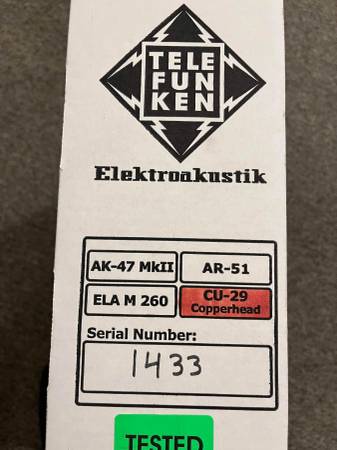 TELE
FUN
KEN
Elektroakustik
AK-47 MkII AR-51
ELA M 260 CU-29
Copperhead
Serial Number:
1433
TESTED